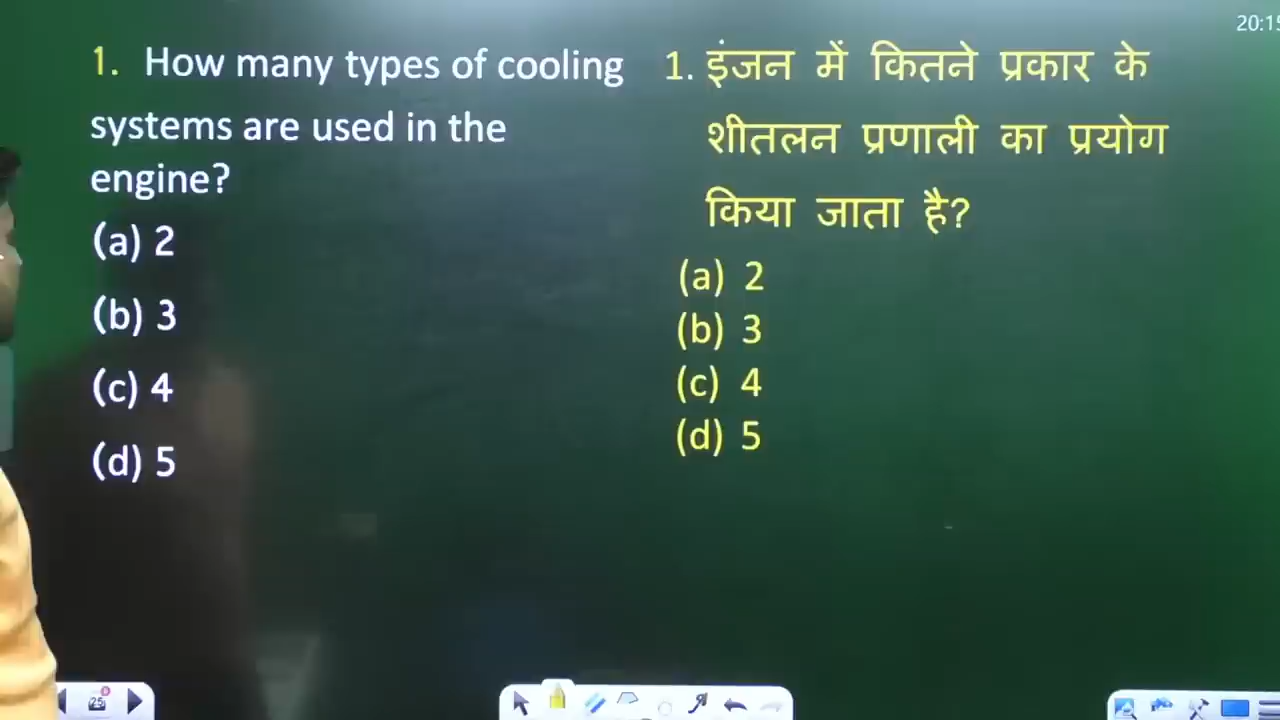 20:15
1. How many types of cooling
systems are used in the
engine?
(a) 2
(b) 3
(c) 4
(d) 5
1. इंजन में कितने प्रकार के
शीतलन प्रणाली का प्रयोग
किया जाता है?
(a) 2
(b) 3
(c) 4
(d) 5
25